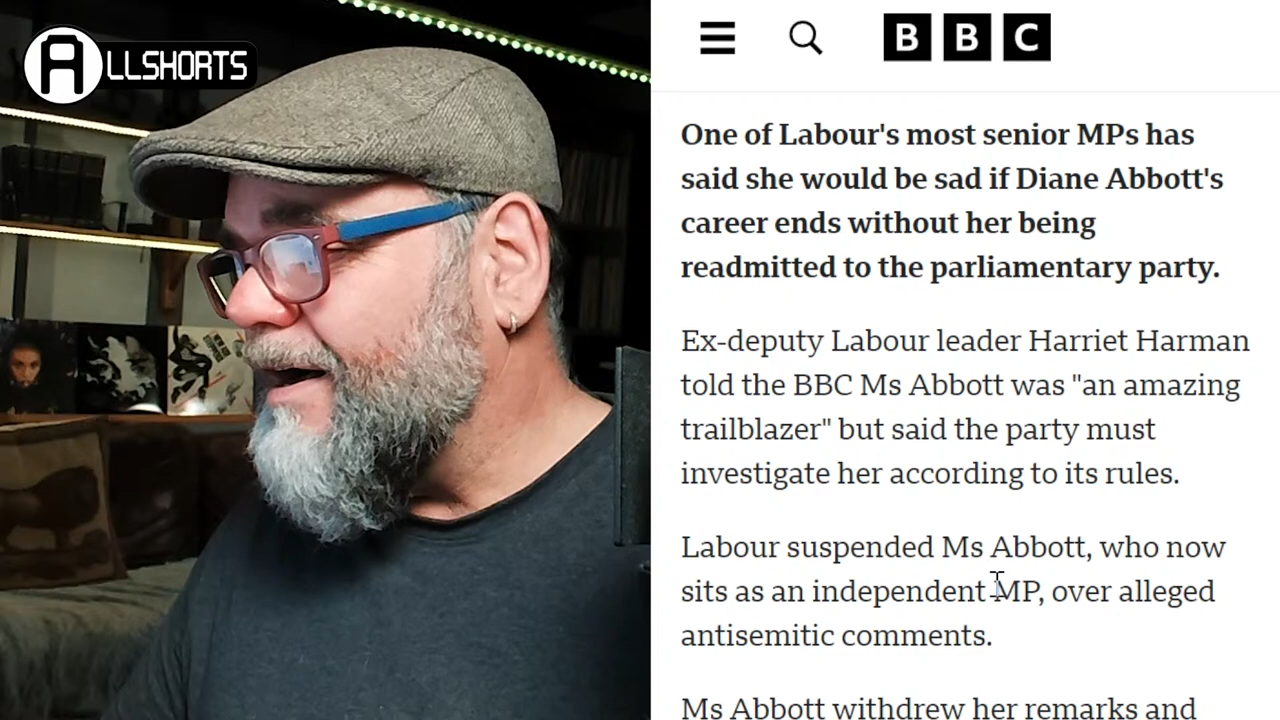 ALLSHORTS
BBC
One of Labour's most senior MPs has
said she would be sad if Diane Abbott's
career ends without her being
readmitted to the parliamentary party.
Ex-deputy Labour leader Harriet Harman
told the BBC Ms Abbott was "an amazing
trailblazer" but said the party must
investigate her according to its rules.
Labour suspended Ms Abbott, who now
sits as an independent MP, over alleged
antisemitic comments.
Ms Abbott withdrew her remarks and